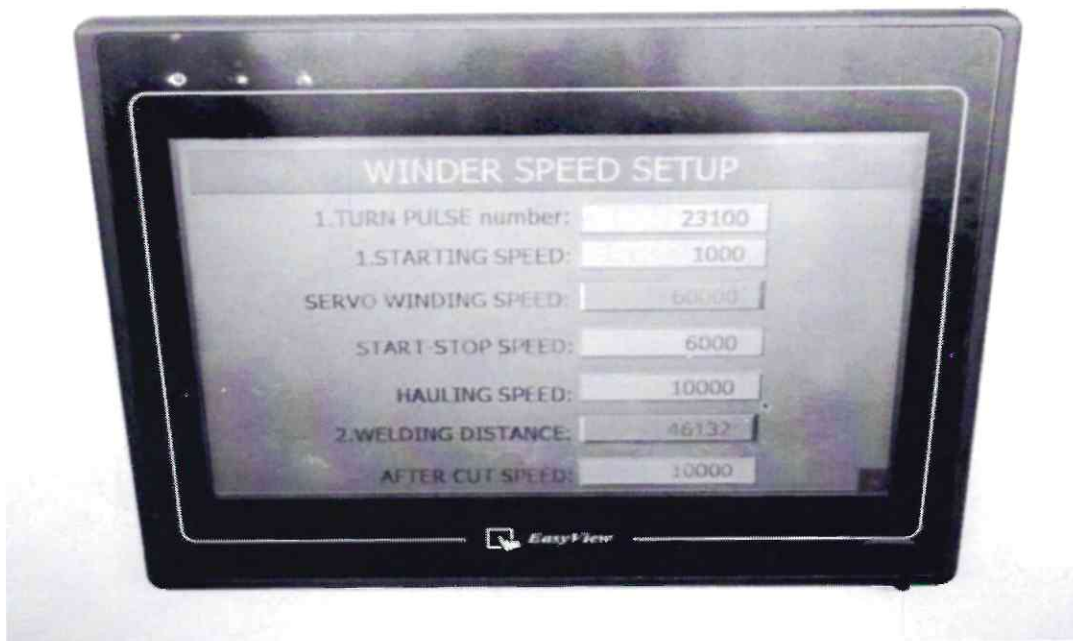 WINDER SPEED SETUP
1.TURN PULSE number: 23100
1.STARTING SPEED: 1000
SERVO WINDING SPEED: 60000
START-STOP SPEED: 6000
HAULING SPEED: 10000
2.WELDING DISTANCE: 46132
AFTER CUT SPEED: 10000
EasyView